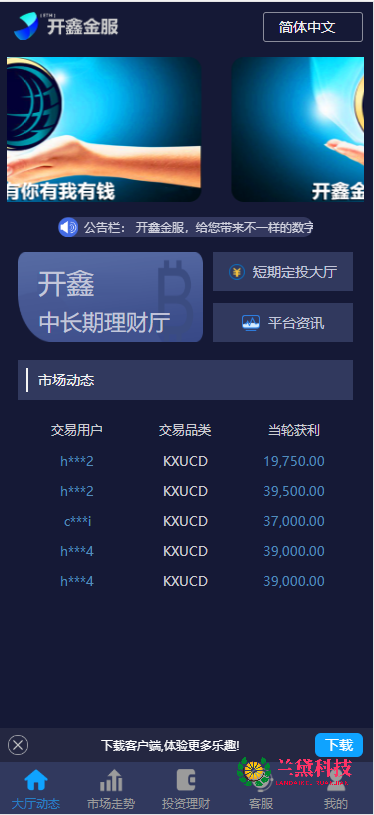 开鑫金服
简体中文
有你有我有钱
开鑫金
公告栏： 开鑫金服，给您带来不一样的数字
开鑫
中长期理财厅
短期定投大厅
平台资讯
市场动态
交易用户 交易品类 当轮获利
h***2 KXUCD 19,750.00
h***2 KXUCD 39,500.00
c***i KXUCD 37,000.00
h***4 KXUCD 39,000.00
h***4 KXUCD 39,000.00
下载客户端,体验更多乐趣!
下载
兰黛科技
大厅动态 市场走势 投资理财 客服 我的